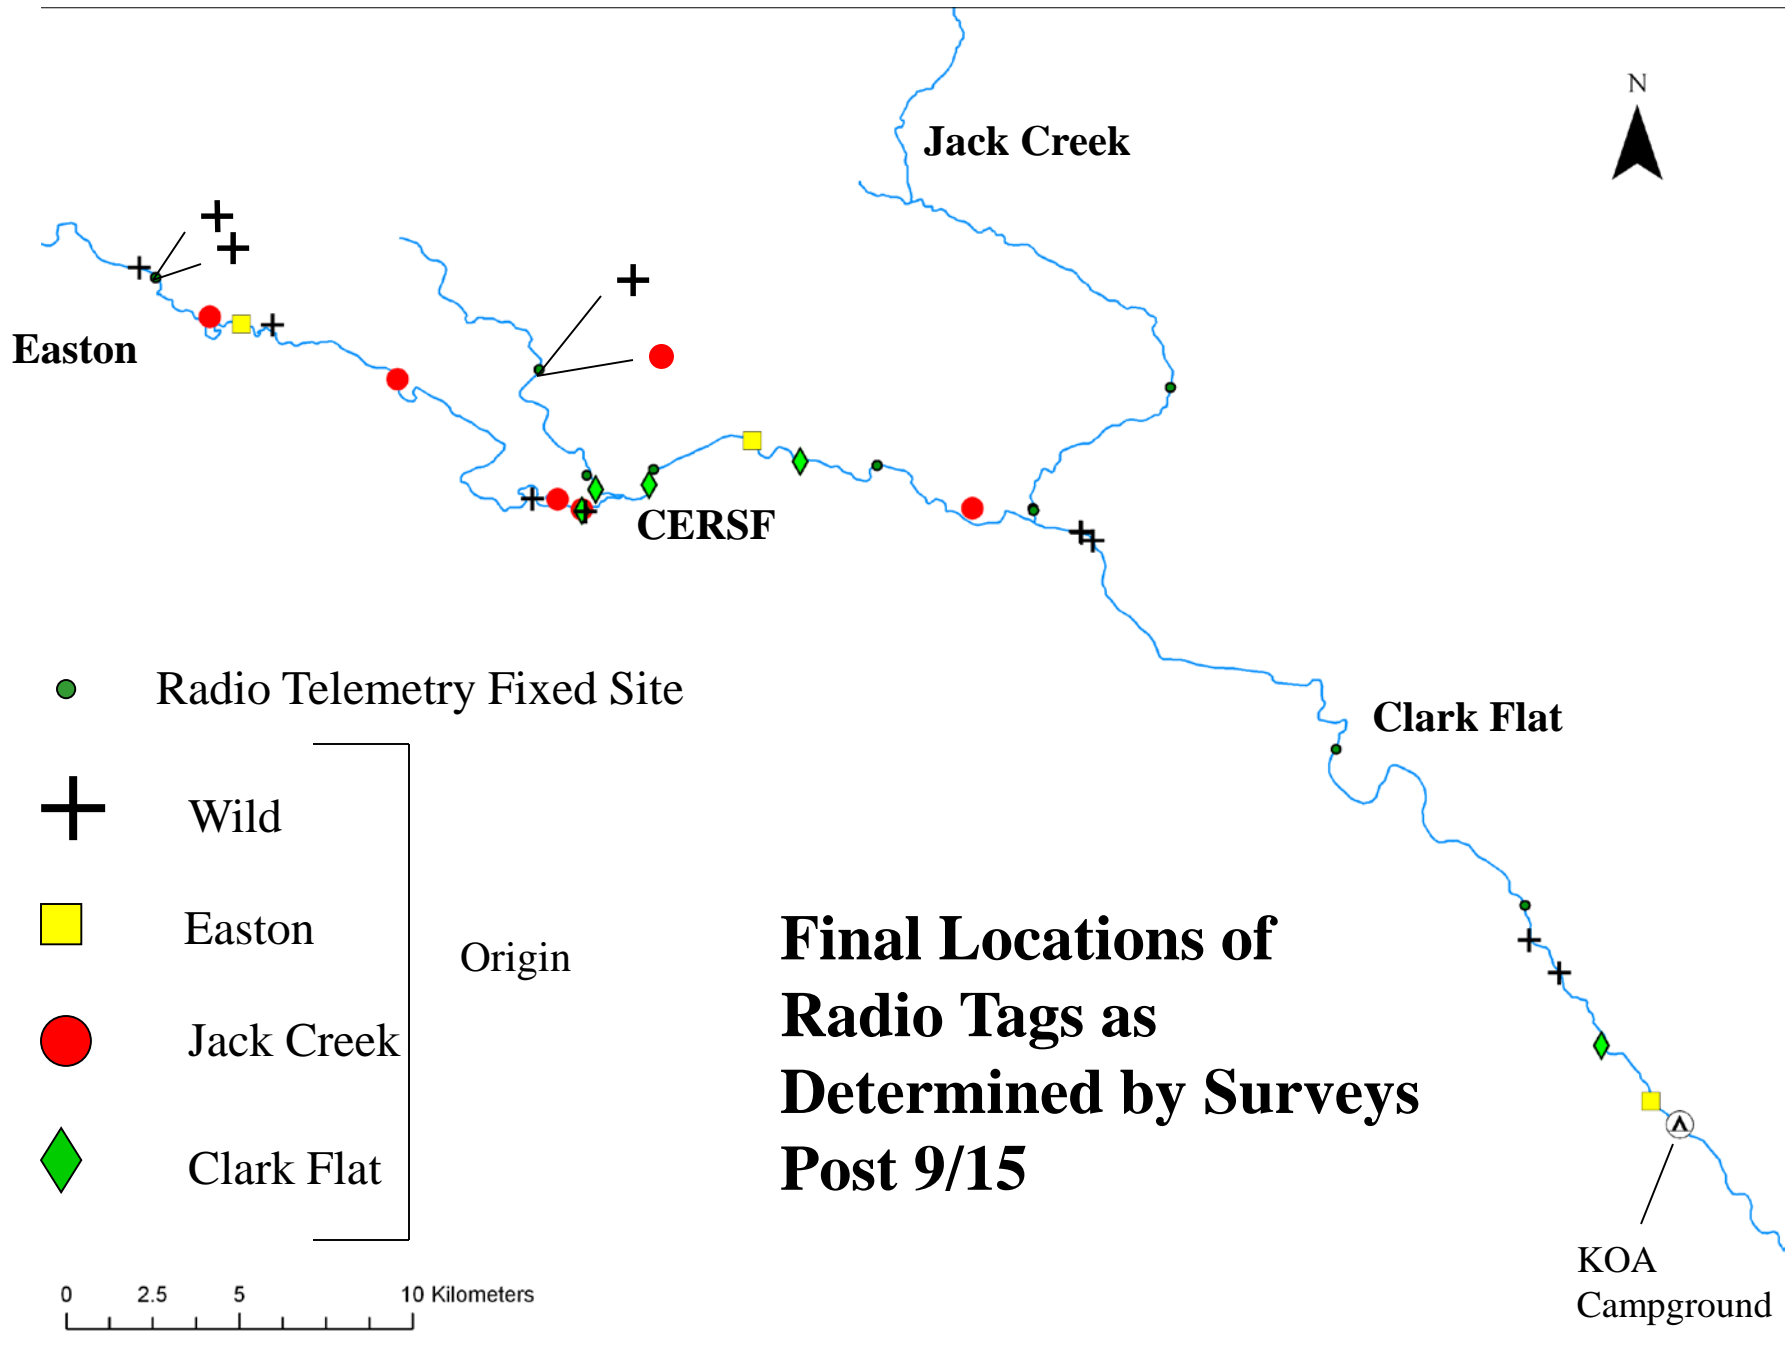 N
Jack Creek
Easton
CERSF
Clark Flat
Radio Telemetry Fixed Site
Wild
Easton
Origin
Jack Creek
Clark Flat
Final Locations of
Radio Tags as
Determined by Surveys
Post 9/15
KOA
Campground
0 2.5 5 10 Kilometers